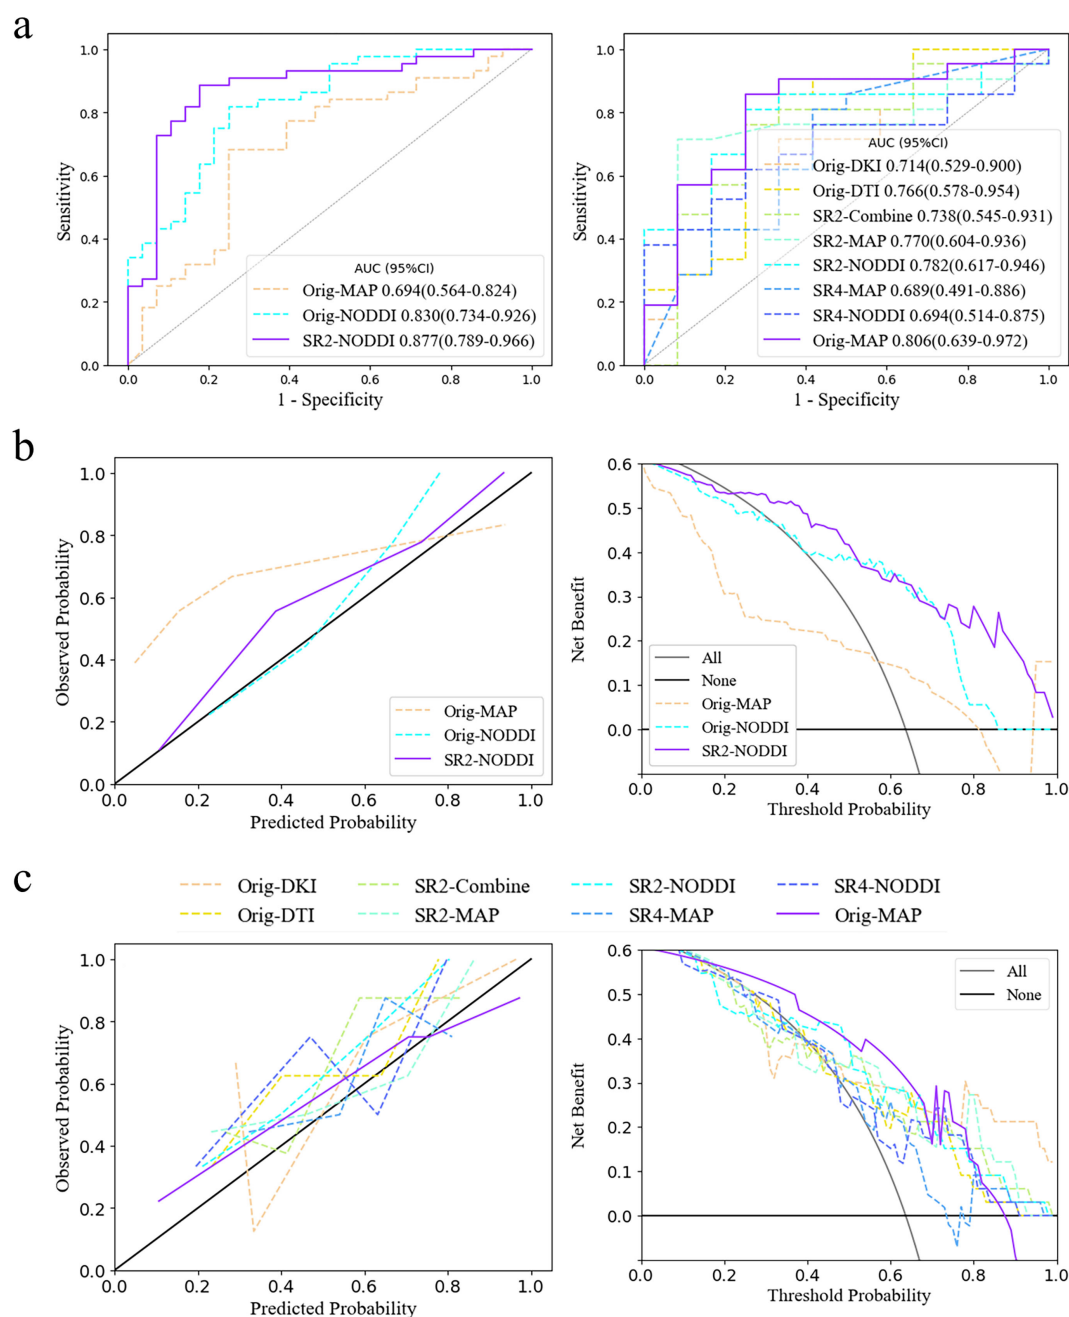 a
1.0
0.8
0.6
0.4
0.2
0.0
Sensitivity
0.0 0.2 0.4 0.6 0.8 1.0
1 - Specificity
AUC (95%CI)
Orig-MAP 0.694(0.564-0.824)
Orig-NODDI 0.830(0.734-0.926)
SR2-NODDI 0.877(0.789-0.966)
1.0
0.8
0.6
0.4
0.2
0.0
Sensitivity
0.0 0.2 0.4 0.6 0.8 1.0
1 - Specificity
AUC (95%CI)
Orig-DKI 0.714(0.529-0.900)
Orig-DTI 0.766(0.578-0.954)
SR2-Combine 0.738(0.545-0.931)
SR2-MAP 0.770(0.604-0.936)
SR2-NODDI 0.782(0.617-0.946)
SR4-MAP 0.689(0.491-0.886)
SR4-NODDI 0.694(0.514-0.875)
Orig-MAP 0.806(0.639-0.972)
b
1.0
0.8
0.6
0.4
0.2
0.0
Observed Probability
0.0 0.2 0.4 0.6 0.8 1.0
Predicted Probability
Orig-MAP
Orig-NODDI
SR2-NODDI
0.6
0.5
0.4
0.3
0.2
0.1
0.0
Net Benefit
0.0 0.2 0.4 0.6 0.8 1.0
Threshold Probability
All
None
Orig-MAP
Orig-NODDI
SR2-NODDI
c
Orig-DKI SR2-Combine SR2-NODDI SR4-NODDI
Orig-DTI SR2-MAP SR4-MAP Orig-MAP
1.0
0.8
0.6
0.4
0.2
0.0
Observed Probability
0.0 0.2 0.4 0.6 0.8 1.0
Predicted Probability
0.6
0.5
0.4
0.3
0.2
0.1
0.0
Net Benefit
0.0 0.2 0.4 0.6 0.8 1.0
Threshold Probability
All
None